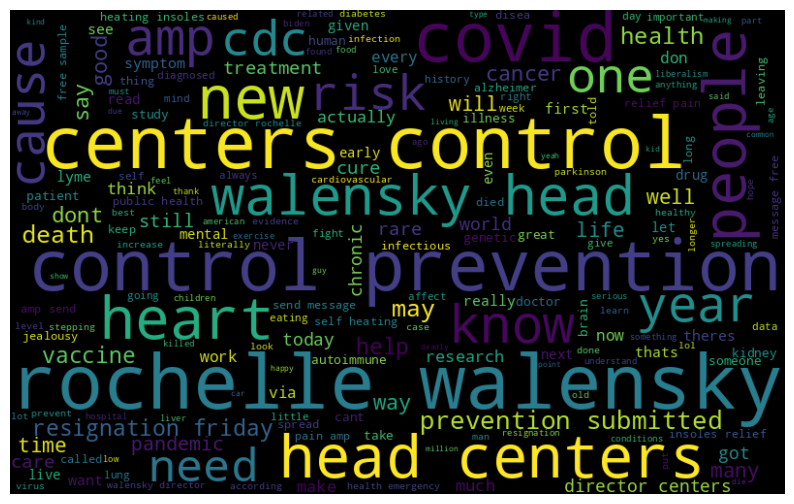 kind caused heating insoles related diabetes disea day important type making part
biden infection given human see
free sample amp cdc covid health found food leaving
must symptom every love history don liberalism anything
thing diagnosed treatment cancer one right
cause good say read mind new risk will week first told relief pain said people
away due study director rochelle actually illness living
centers control
lyme self always early cure ago even yeah kid long age common
patient think feel thank cardiovascular walensky head parkinson drug
body public health died well healthy hope message free
dont best still american evidence world rare life let
death keep mental fight infectious genetic great give yes longer spreading
increase literally exercise never chronic
control prevention
show guy
going children send message affect really doctor brain serious learn
amp send heart may know year
level stepping killed look eating self heating case now theres data
jealousy today help deadly done something thats lol
vaccine work autoimmune research next understand someone kidney
happy via car point
rochelle walensky
lot prevent hospital liver little way old
resignation friday spread cant prevention submitted insoles relief
time pandemic pain amp take man resignation conditions got
care called low want need head centers million put many
live lung make much director centers die
virus walensky director according health emergency